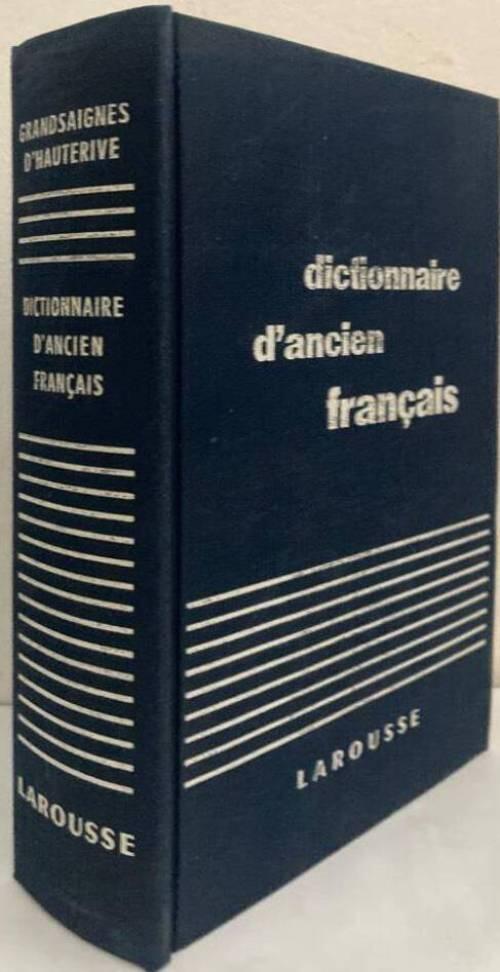 GRANDSAIGNES
D'HAUTERIVE
DICTIONNAIRE
D'ANCIEN
FRANÇAIS
LAROUSSE
dictionnaire
d'ancien
français
LAROUSSE